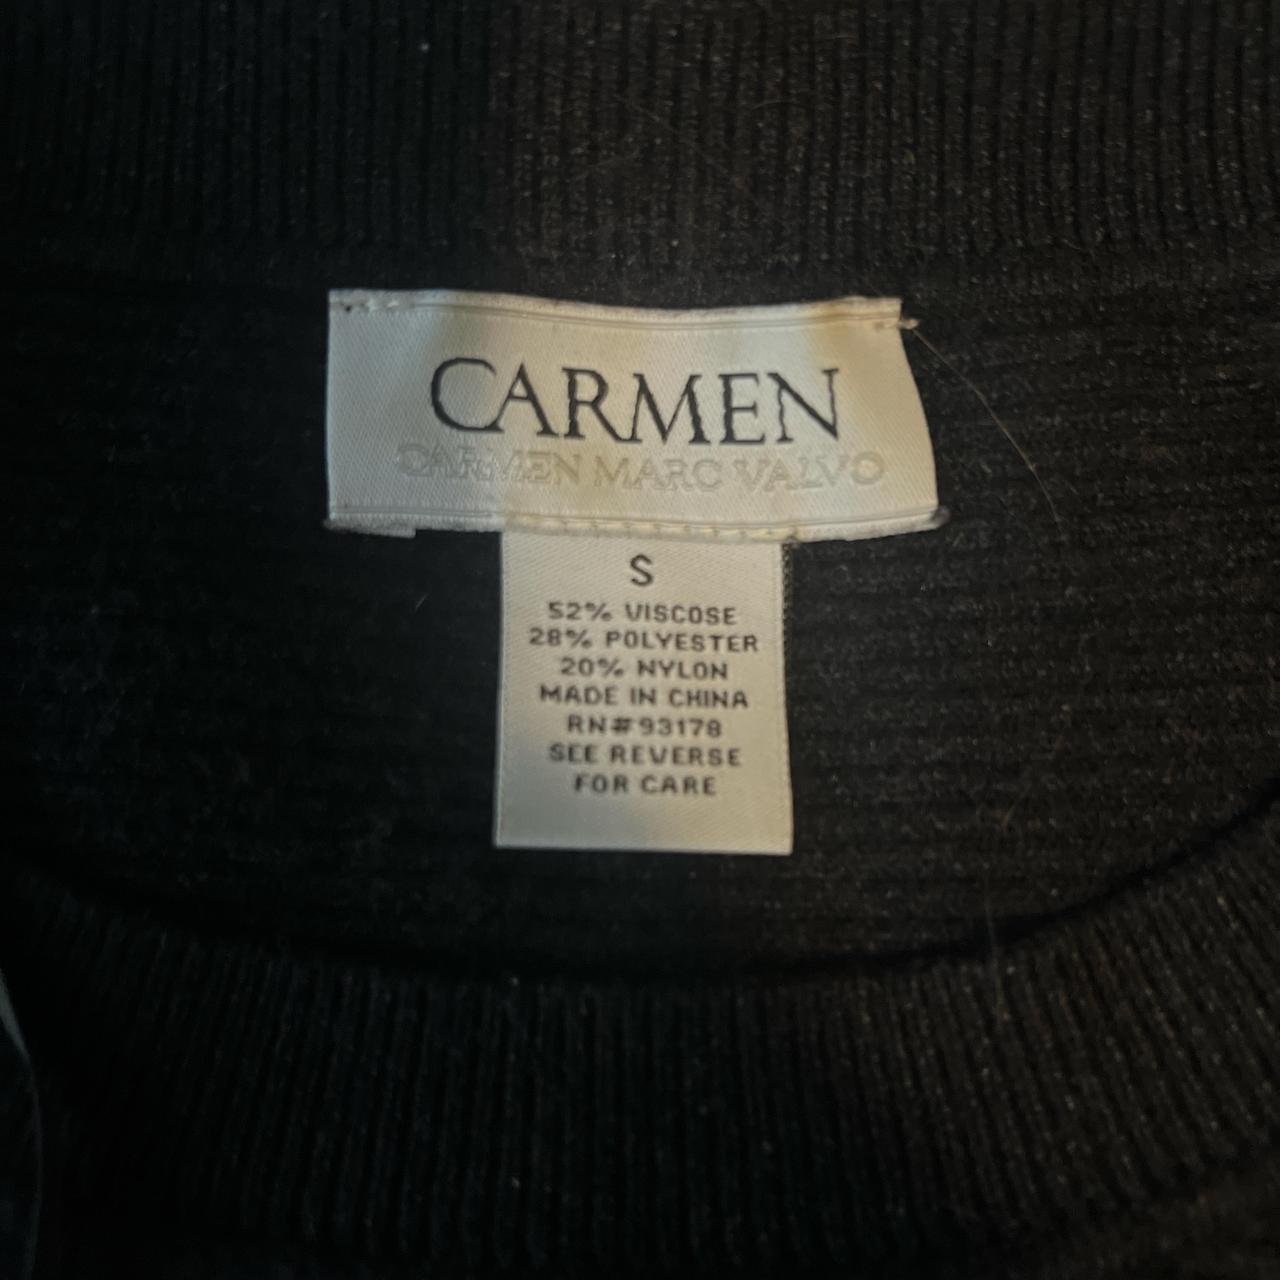 CARMEN
CARMEN MARC VALVO
S
52% VISCOSE
28% POLYESTER
20% NYLON
MADE IN CHINA
RN#93178
SEE REVERSE
FOR CARE